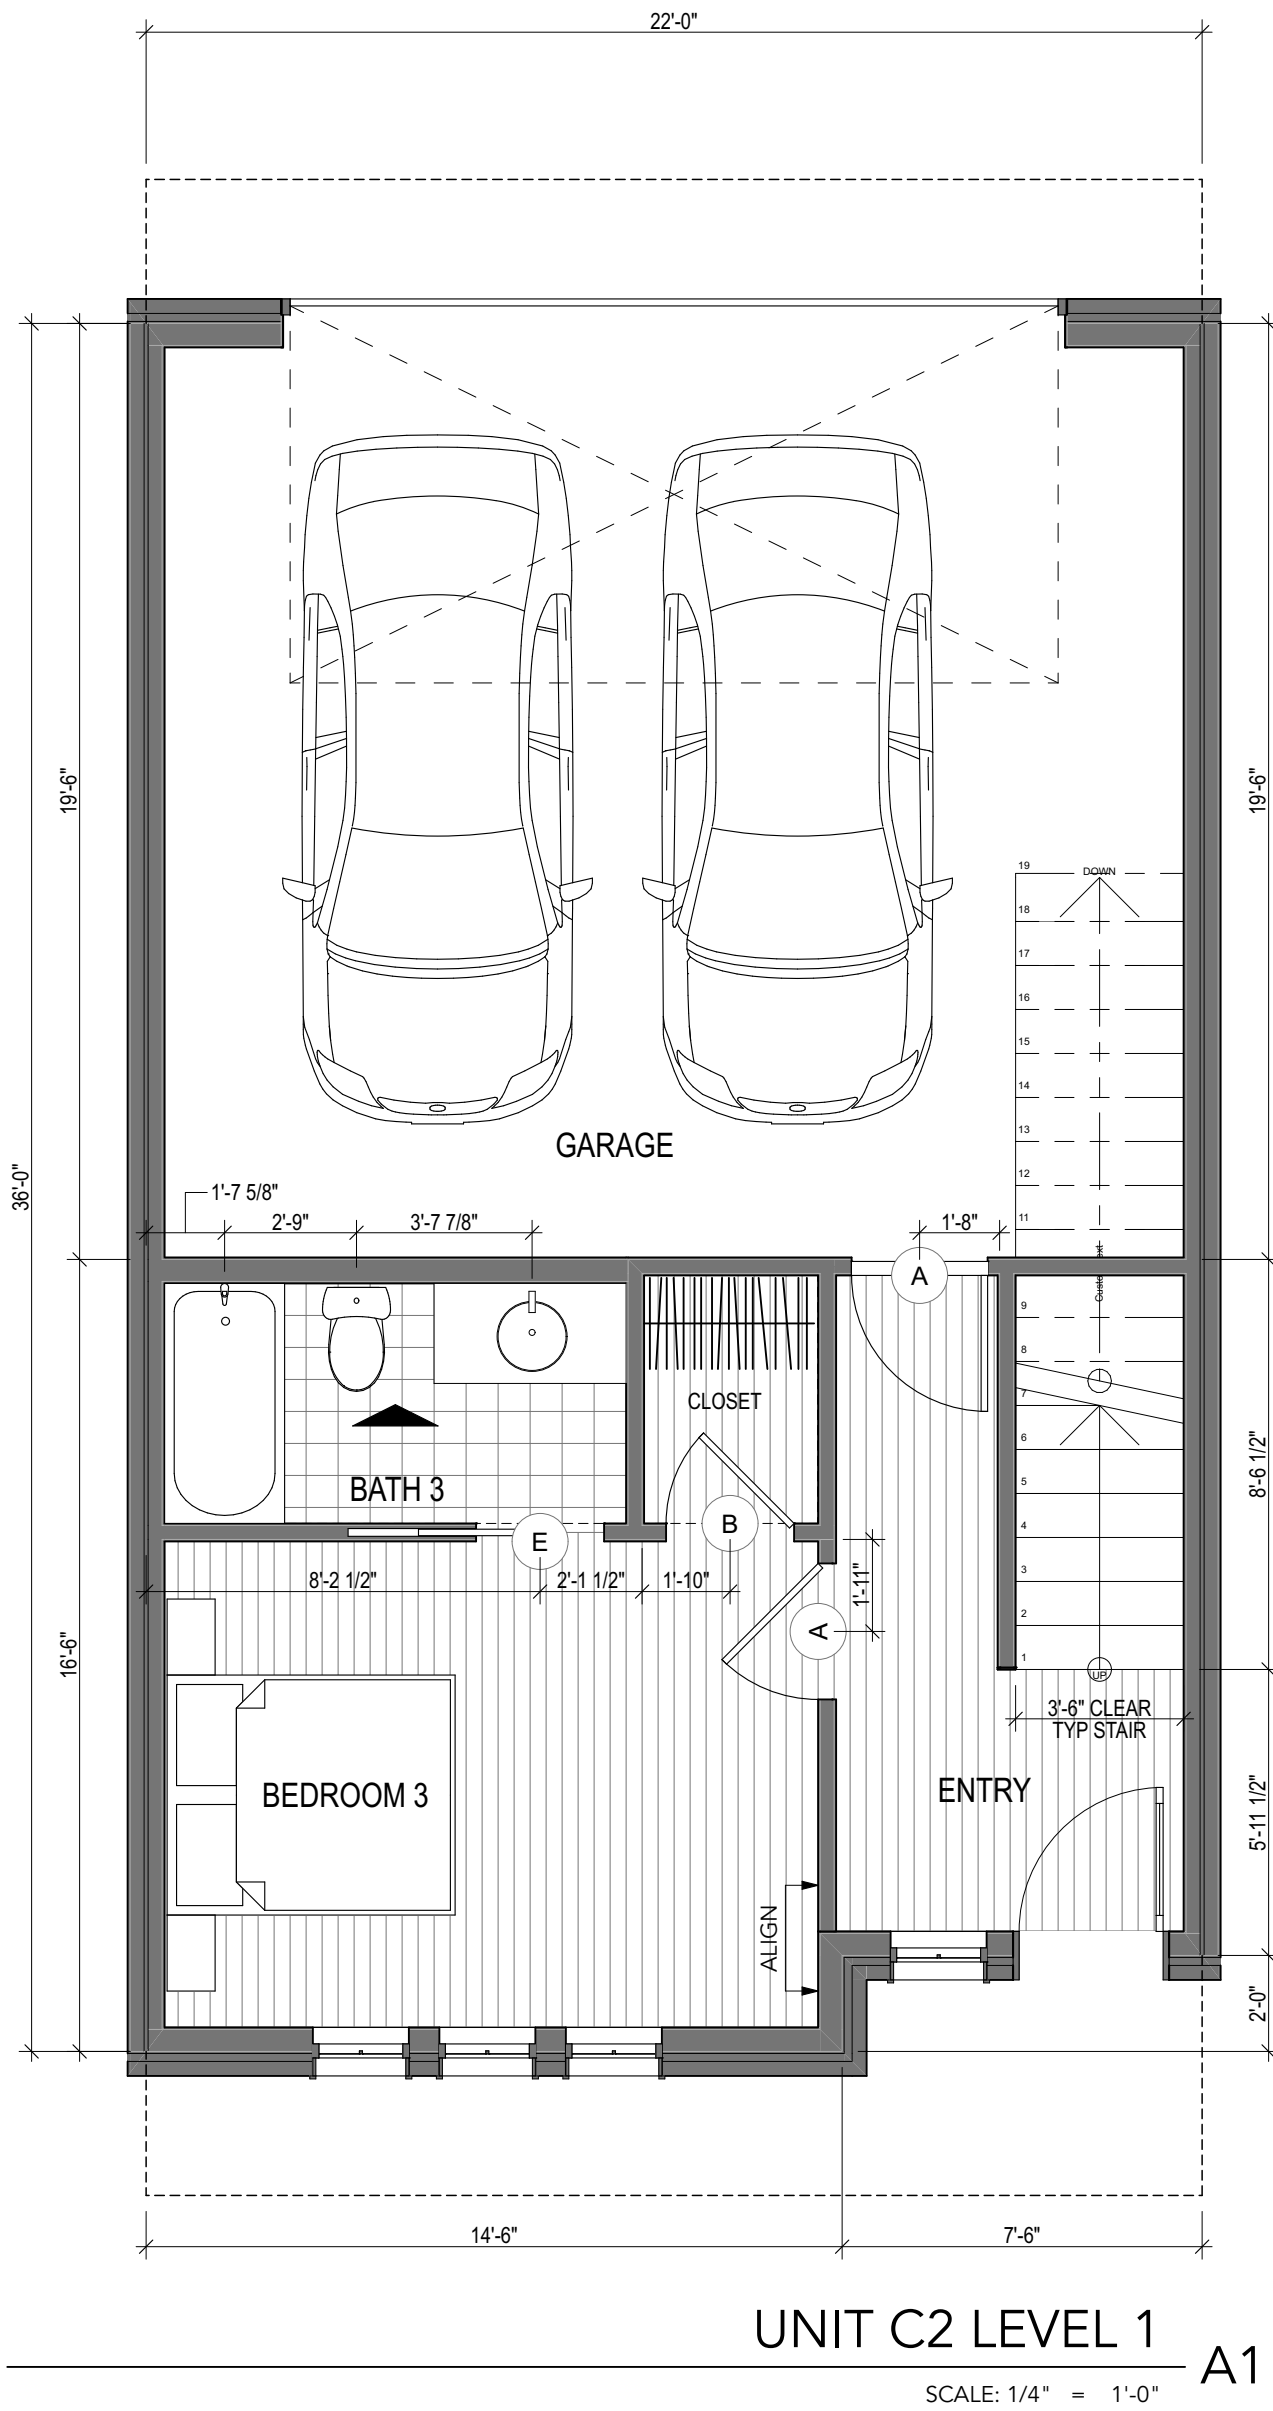 22'-0"
19'-6"
19'-6"
36'-0"
19
DOWN
18
17
16
15
14
13
12
11
GARAGE
1'-7 5/8"
2'-9"
3'-7 7/8"
1'-8"
A
9
8
7
6
5
4
3
2
1
UP
CLOSET
BATH 3
E
B
8'-6 1/2"
8'-2 1/2"
2'-1 1/2"
1'-10"
1'-11"
A
16'-6"
3'-6" CLEAR
TYP STAIR
BEDROOM 3
ENTRY
5'-11 1/2"
ALIGN
2'-0"
14'-6"
7'-6"
UNIT C2 LEVEL 1
A1
SCALE: 1/4" = 1'-0"